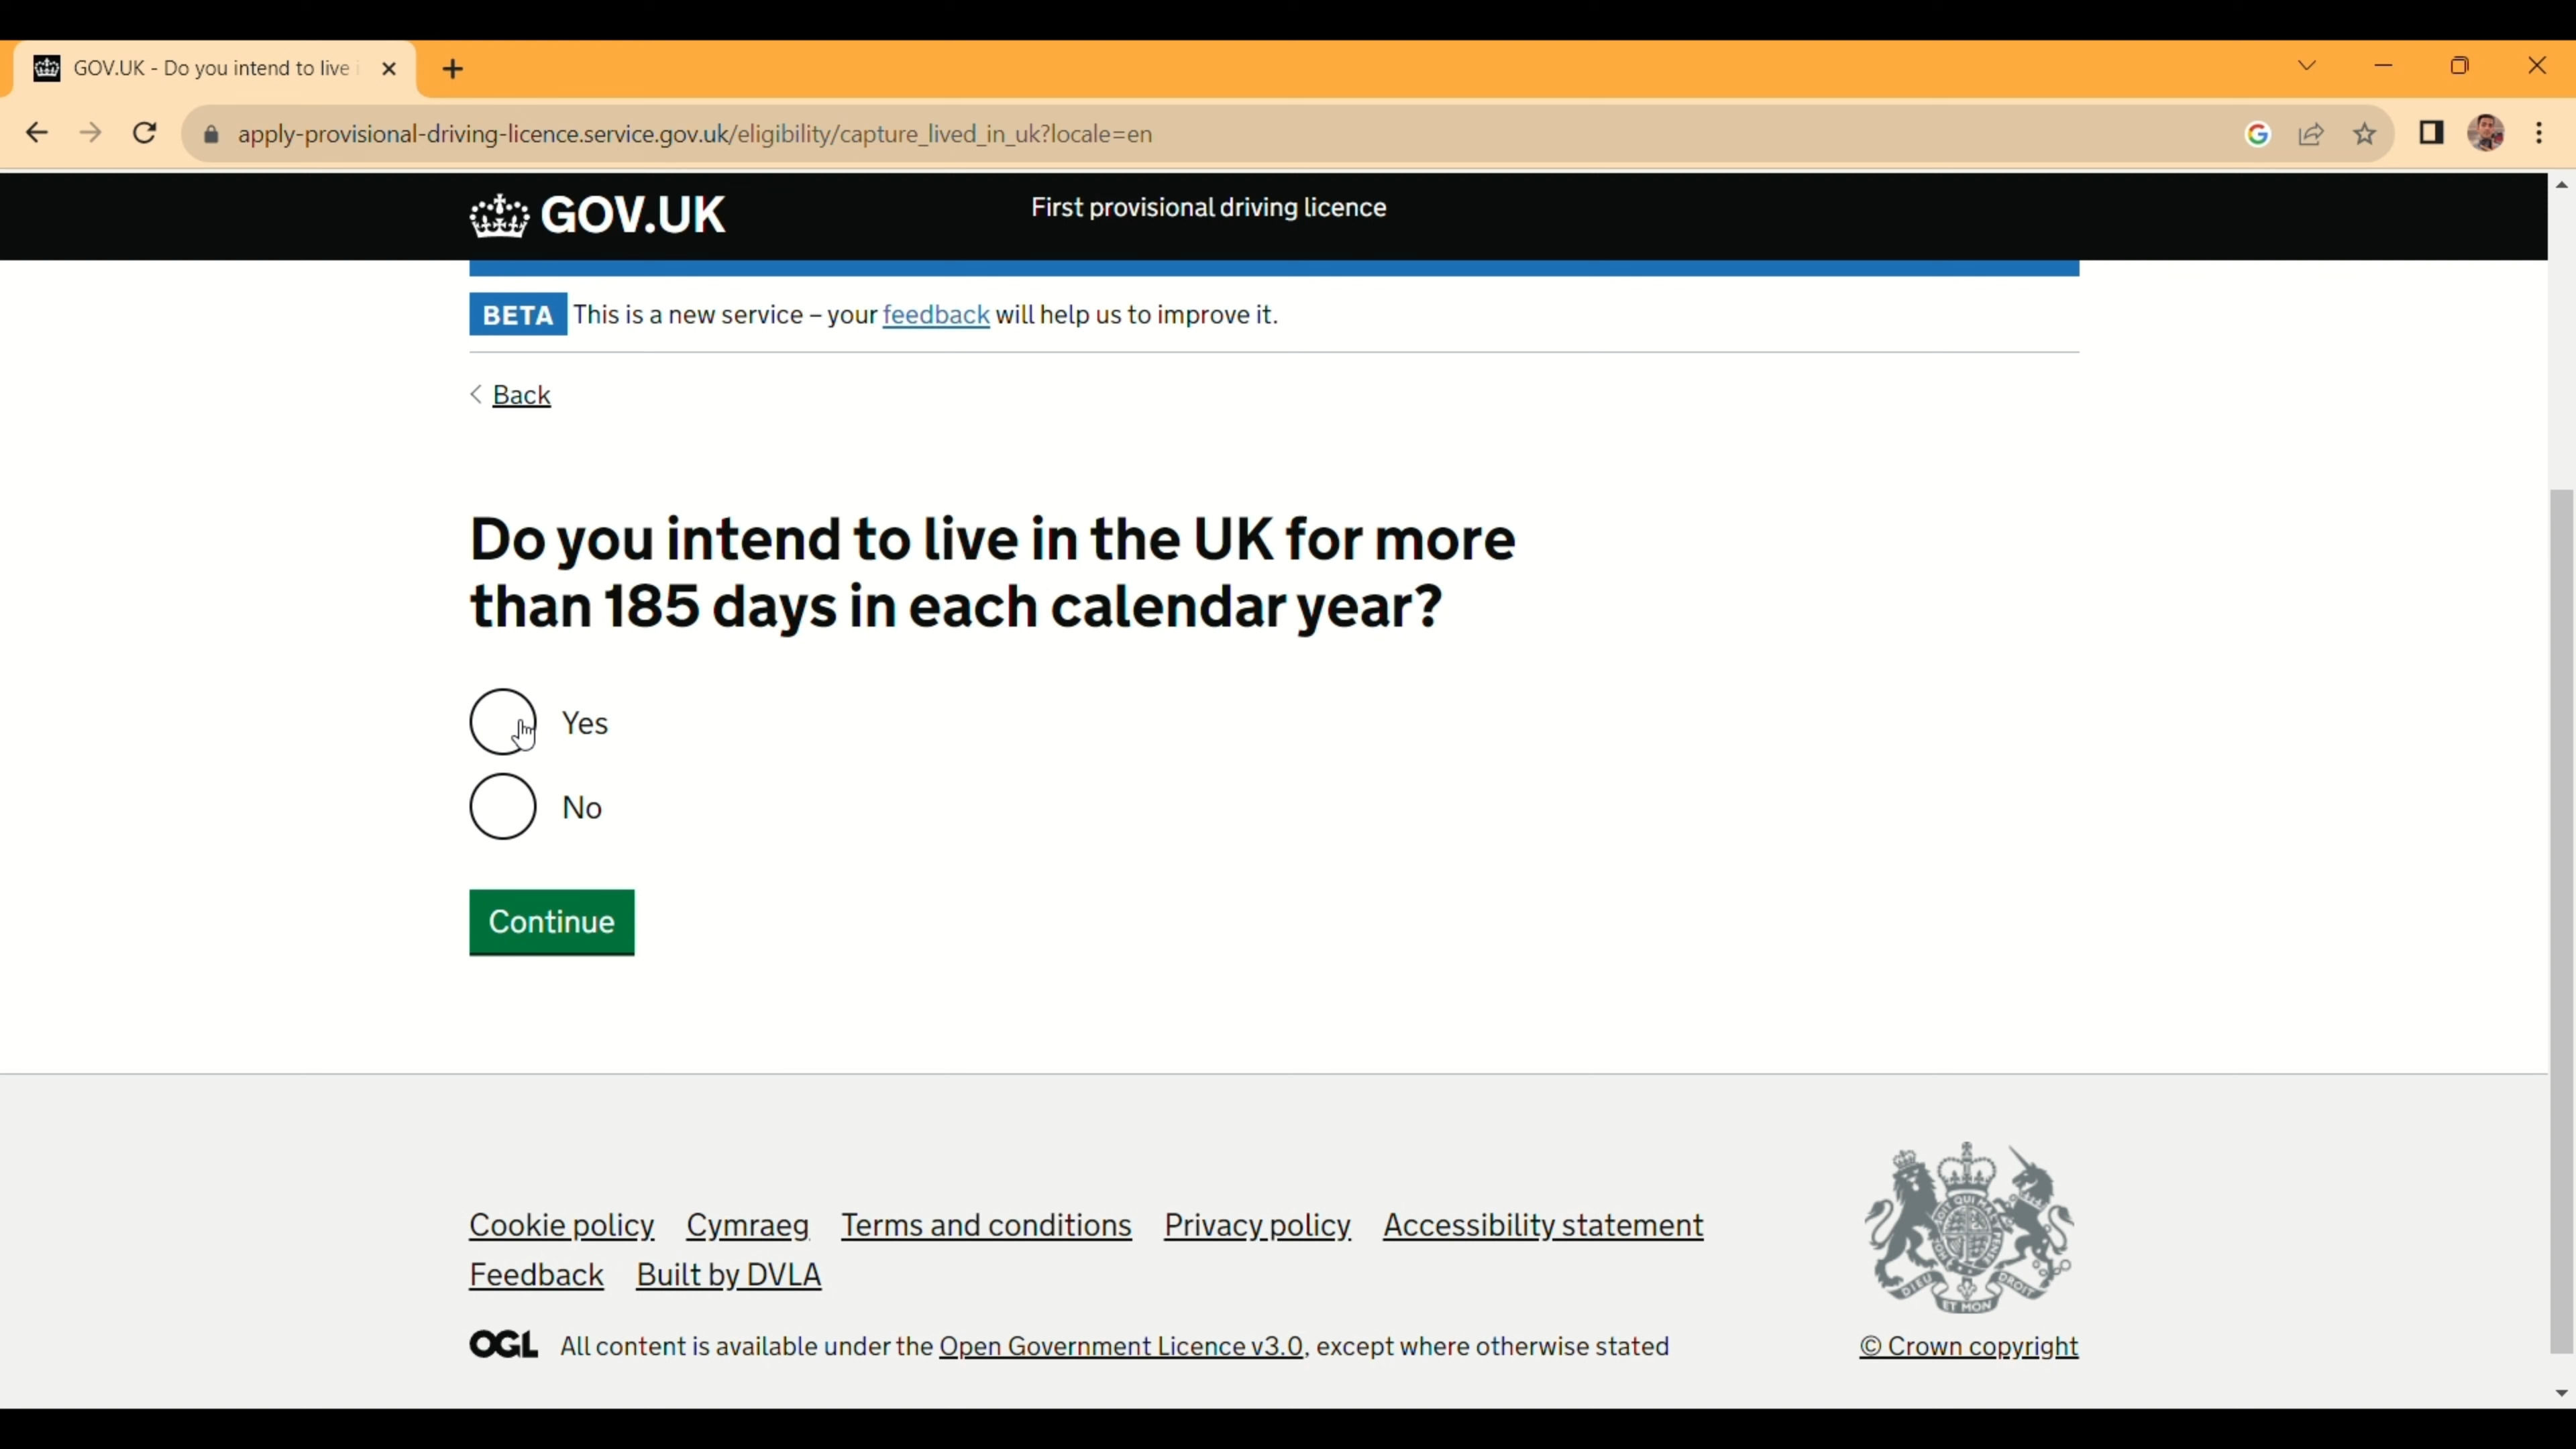 GOV.UK - Do you intend to live
apply-provisional-driving-licence.service.gov.uk/eligibility/capture_lived_in_uk?locale=en
GOV.UK
First provisional driving licence
BETA This is a new service – your feedback will help us to improve it.
Back
Do you intend to live in the UK for more
than 185 days in each calendar year?
Yes
No
Continue
Cookie policy Cymraeg Terms and conditions Privacy policy Accessibility statement
Feedback Built by DVLA
OGL All content is available under the Open Government Licence v3.0, except where otherwise stated
DIEU ET MON DROIT
© Crown copyright